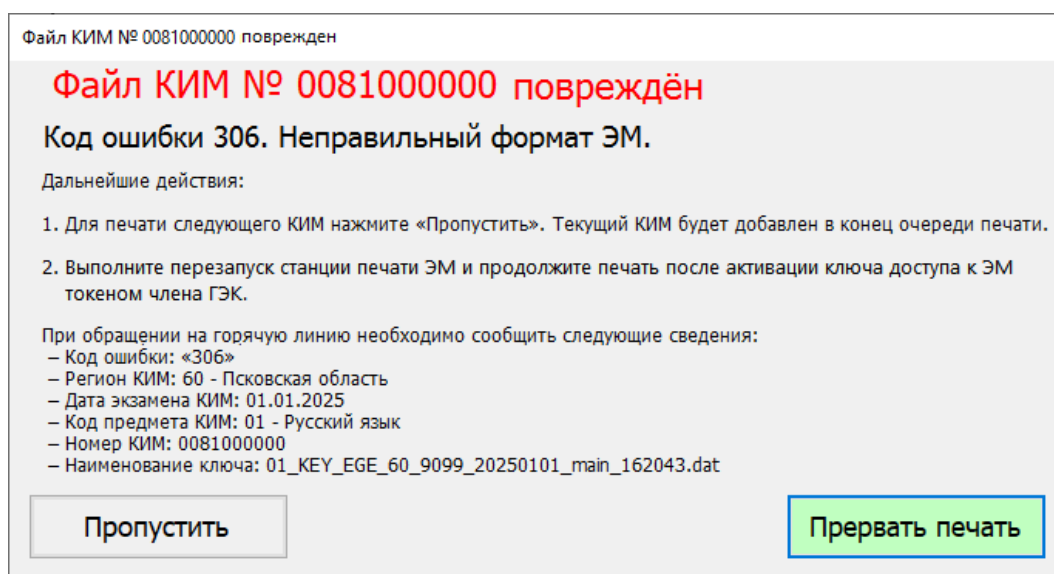 Файл КИМ № 0081000000 поврежден
Файл КИМ № 0081000000 повреждён
Код ошибки 306. Неправильный формат ЭМ.
Дальнейшие действия:
1. Для печати следующего КИМ нажмите «Пропустить». Текущий КИМ будет добавлен в конец очереди печати.
2. Выполните перезапуск станции печати ЭМ и продолжите печать после активации ключа доступа к ЭМ
токеном члена ГЭК.
При обращении на горячую линию необходимо сообщить следующие сведения:
– Код ошибки: «306»
– Регион КИМ: 60 - Псковская область
– Дата экзамена КИМ: 01.01.2025
– Код предмета КИМ: 01 - Русский язык
– Номер КИМ: 0081000000
– Наименование ключа: 01_KEY_EGE_60_9099_20250101_main_162043.dat
Пропустить
Прервать печать